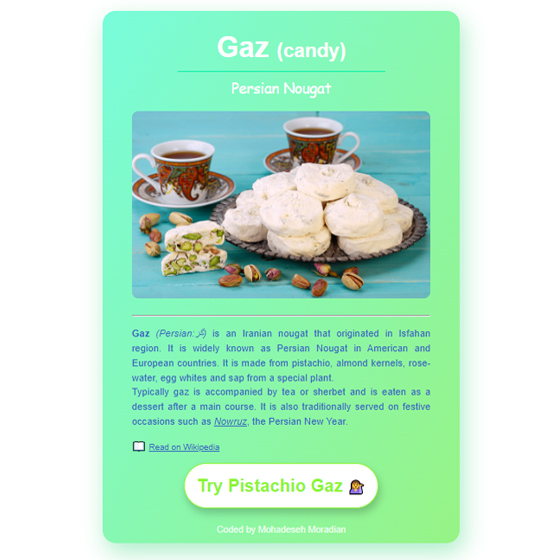 Gaz (candy)
Persian Nougat
Gaz (Persian:گز) is an Iranian nougat that originated in Isfahan
region. It is widely known as Persian Nougat in American and
European countries. It is made from pistachio, almond kernels, rose-
water, egg whites and sap from a special plant.
Typically gaz is accompanied by tea or sherbet and is eaten as a
dessert after a main course. It is also traditionally served on festive
occasions such as Nowruz, the Persian New Year.
Read on Wikipedia
Try Pistachio Gaz
Coded by Mohadeseh Moradian